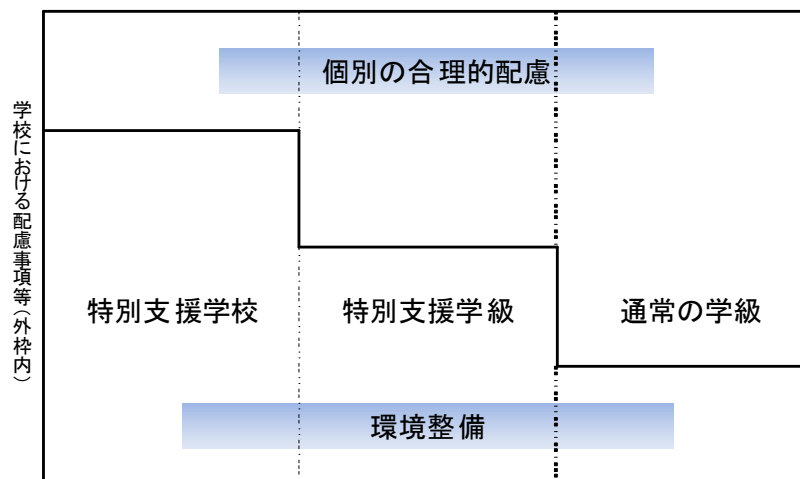 個別の合理的配慮
学校における配慮事項等(外枠内)
特別支援学校
特別支援学級
通常の学級
環境整備